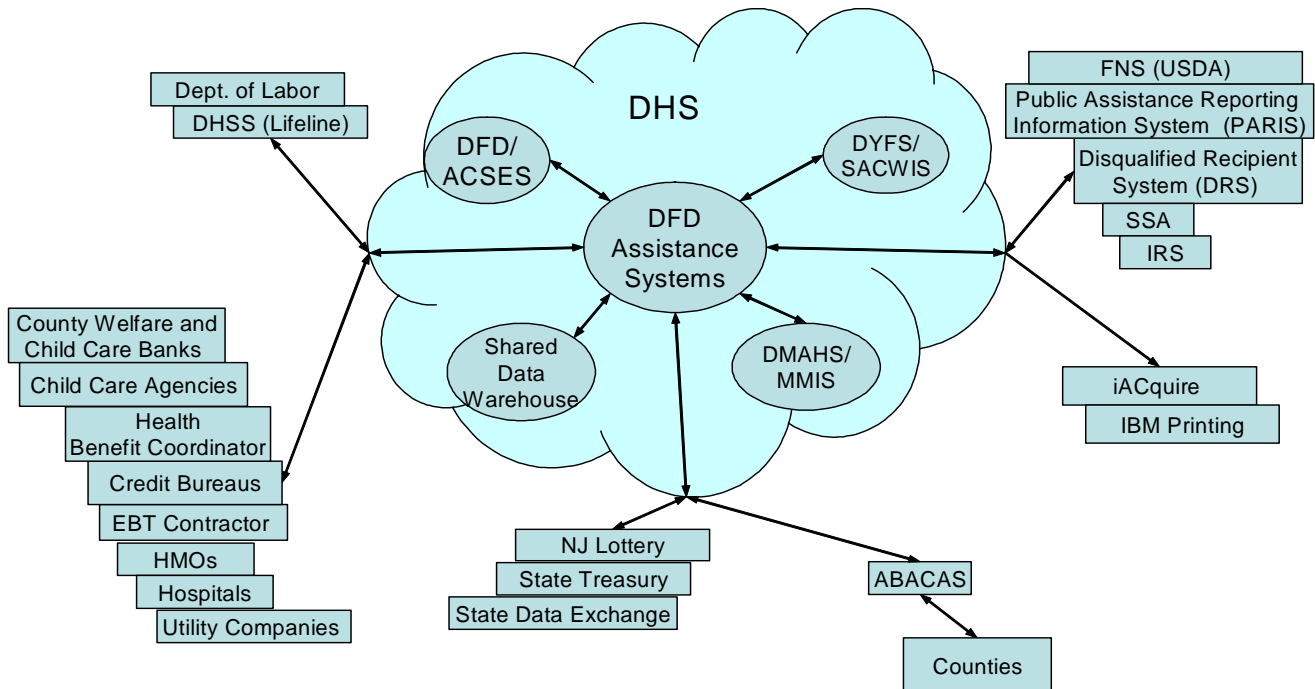 Dept. of Labor
DHSS (Lifeline)
DHS
DFD/
ACSES
DYFS/
SACWIS
DFD
Assistance
Systems
Shared
Data
Warehouse
DMAHS/
MMIS
FNS (USDA)
Public Assistance Reporting
Information System (PARIS)
Disqualified Recipient
System (DRS)
SSA
IRS
County Welfare and
Child Care Banks
Child Care Agencies
Health
Benefit Coordinator
Credit Bureaus
EBT Contractor
HMOs
Hospitals
Utility Companies
iACquire
IBM Printing
NJ Lottery
State Treasury
State Data Exchange
ABACAS
Counties